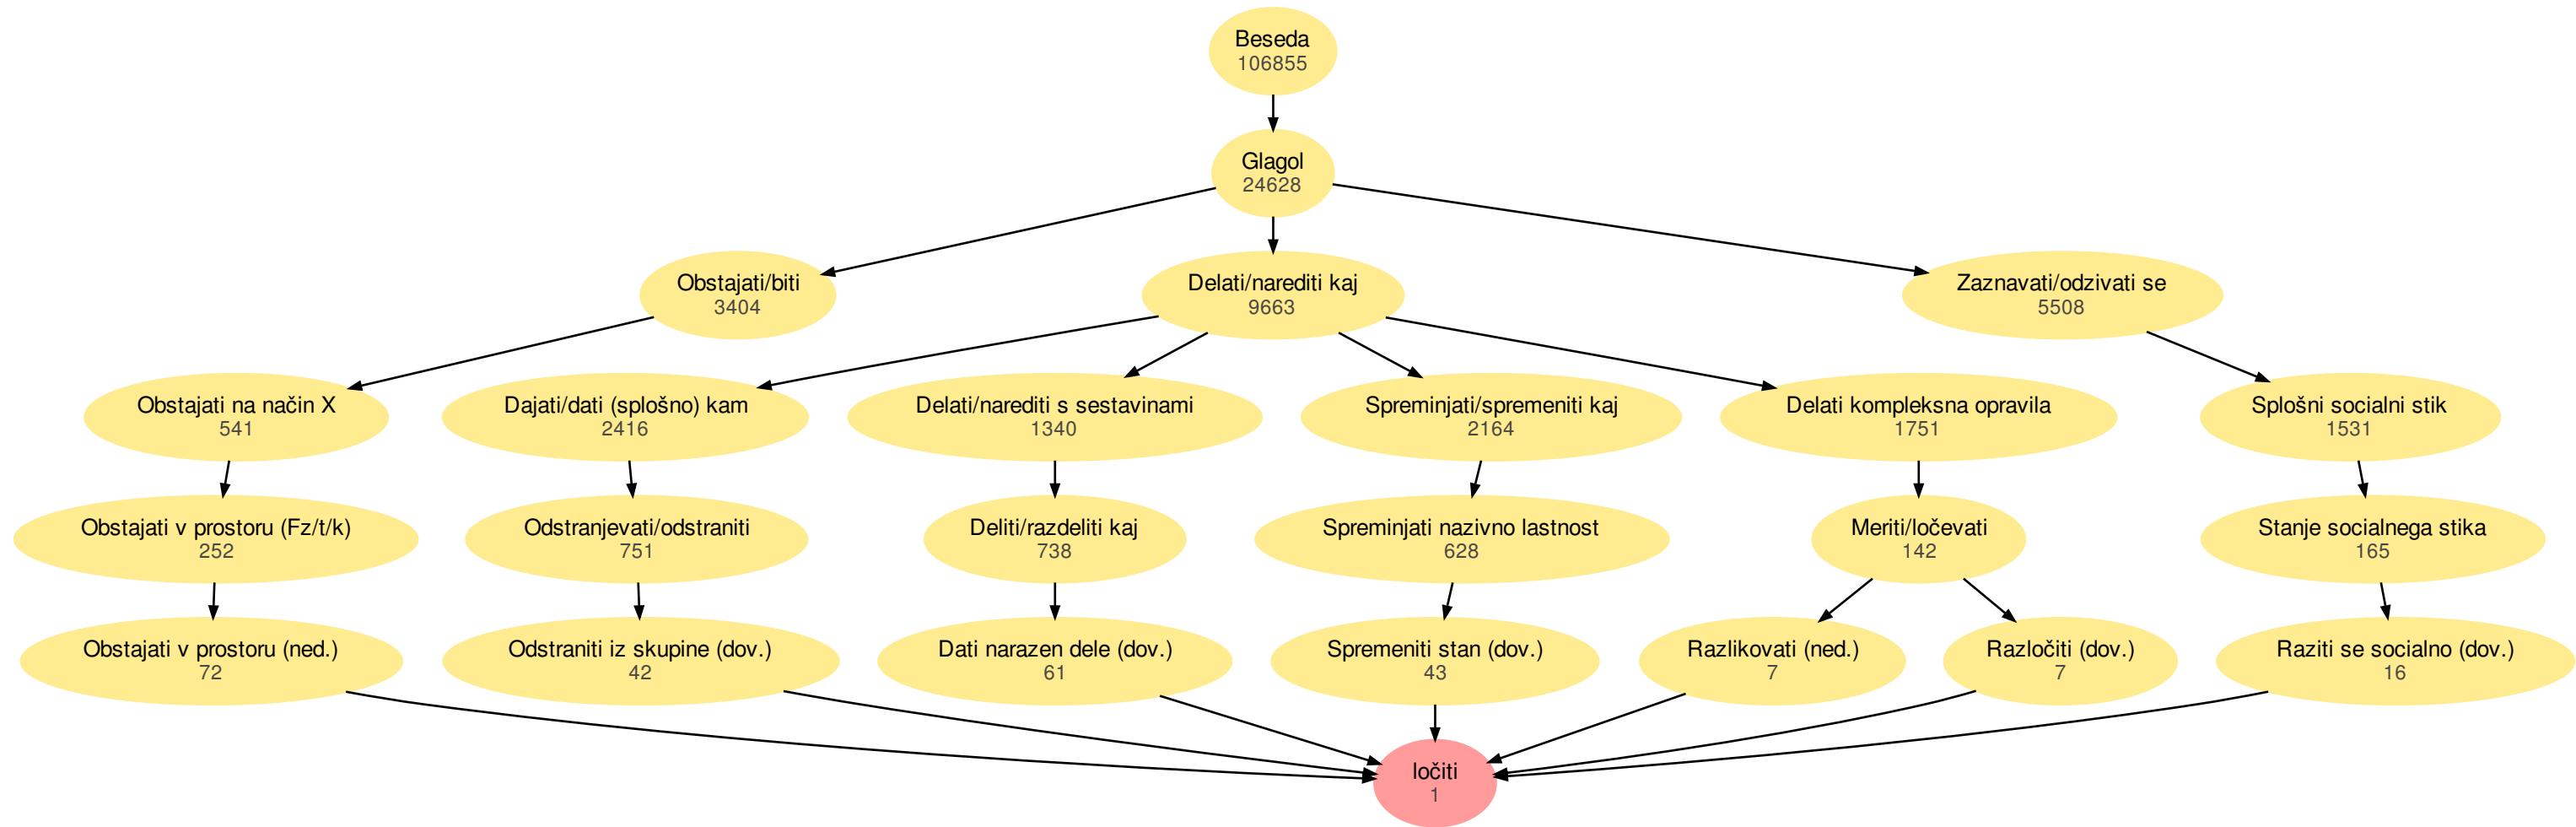 Beseda
106855
Glagol
24628
Obstajati/biti
3404
Delati/narediti kaj
9663
Zaznavati/odzivati se
5508
Obstajati na način X
541
Dajati/dati (splošno) kam
2416
Delati/narediti s sestavinami
1340
Spreminjati/spremeniti kaj
2164
Delati kompleksna opravila
1751
Splošni socialni stik
1531
Obstajati v prostoru (Fz/t/k)
252
Odstranjevati/odstraniti
751
Deliti/razdeliti kaj
738
Spreminjati nazivno lastnost
628
Meriti/ločevati
142
Stanje socialnega stika
165
Obstajati v prostoru (ned.)
72
Odstraniti iz skupine (dov.)
42
Dati narazen dele (dov.)
61
Spremeniti stan (dov.)
43
Razlikovati (ned.)
7
Razločiti (dov.)
7
Raziti se socialno (dov.)
16
ločiti
1